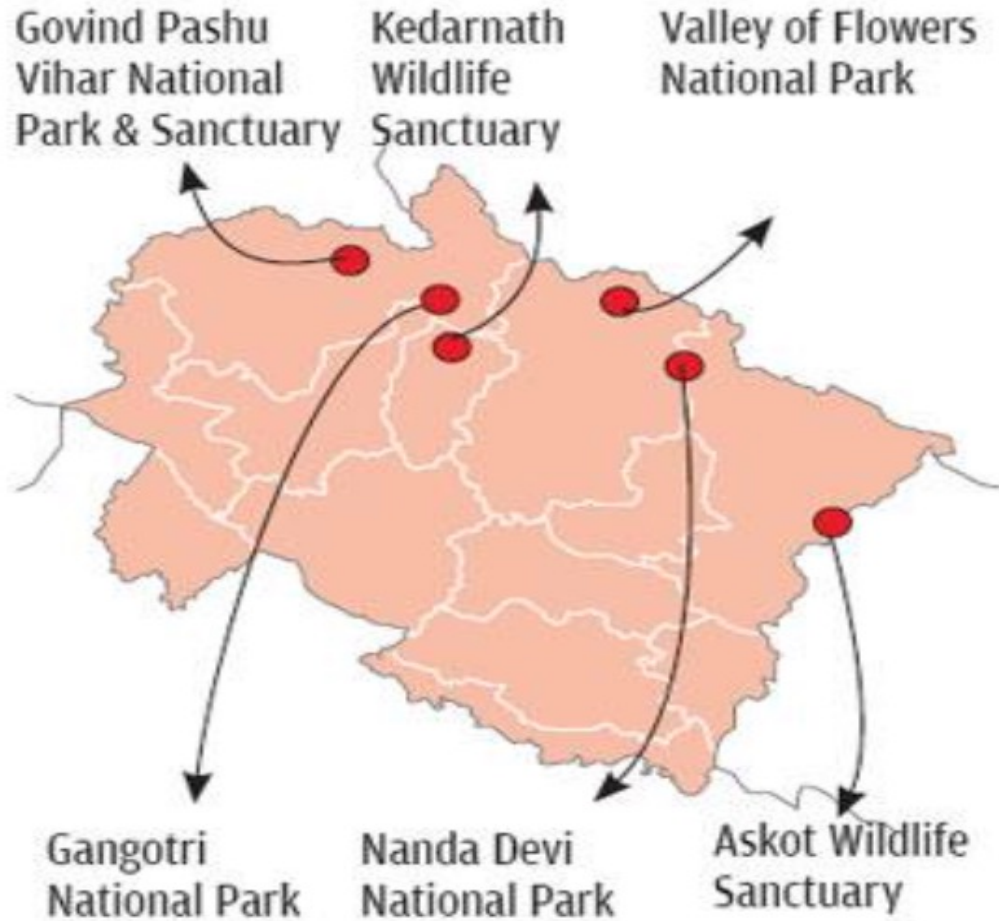 Govind Pashu
Vihar National
Park & Sanctuary
Kedarnath
Wildlife
Sanctuary
Valley of Flowers
National Park
Gangotri
National Park
Nanda Devi
National Park
Askot Wildlife
Sanctuary